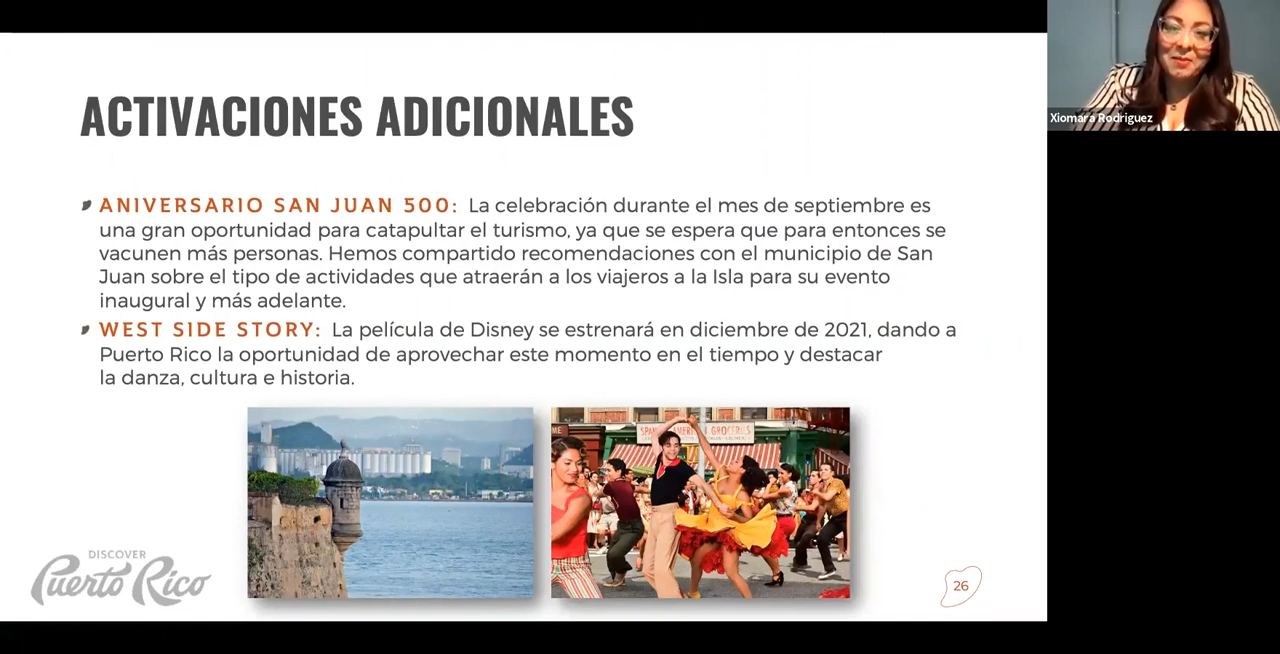 ACTIVACIONES ADICIONALES
ANIVERSARIO SAN JUAN 500: La celebración durante el mes de septiembre es
una gran oportunidad para catapultar el turismo, ya que se espera que para entonces se
vacunen más personas. Hemos compartido recomendaciones con el municipio de San
Juan sobre el tipo de actividades que atraerán a los viajeros a la Isla para su evento
inaugural y más adelante.
WEST SIDE STORY: La película de Disney se estrenará en diciembre de 2021, dando a
Puerto Rico la oportunidad de aprovechar este momento en el tiempo y destacar
la danza, cultura e historia.
GROCERIES
DISCOVER
Puerto Rico
26
Xiomara Rodriguez